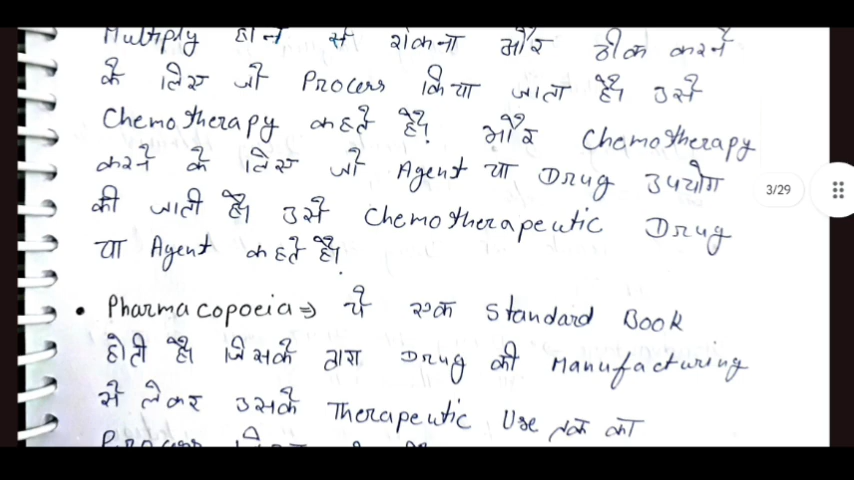 Multiply होने से रोकना और ठीक करने
के लिए जो Process किया जाता है। उसे
Chemotherapy कहते हैं। और Chemotherapy
करने के लिए जो Agent या Drug उपयोग
की जाती है। उसे Chemotherapeutic Drug
या Agent कहते हैं।
3/29
• Pharmacopoeia ⇒ ये एक Standard Book
होती है। जिसके द्वारा Drug की Manufacturing
से लेकर उसके Therapeutic Use तक का
Process